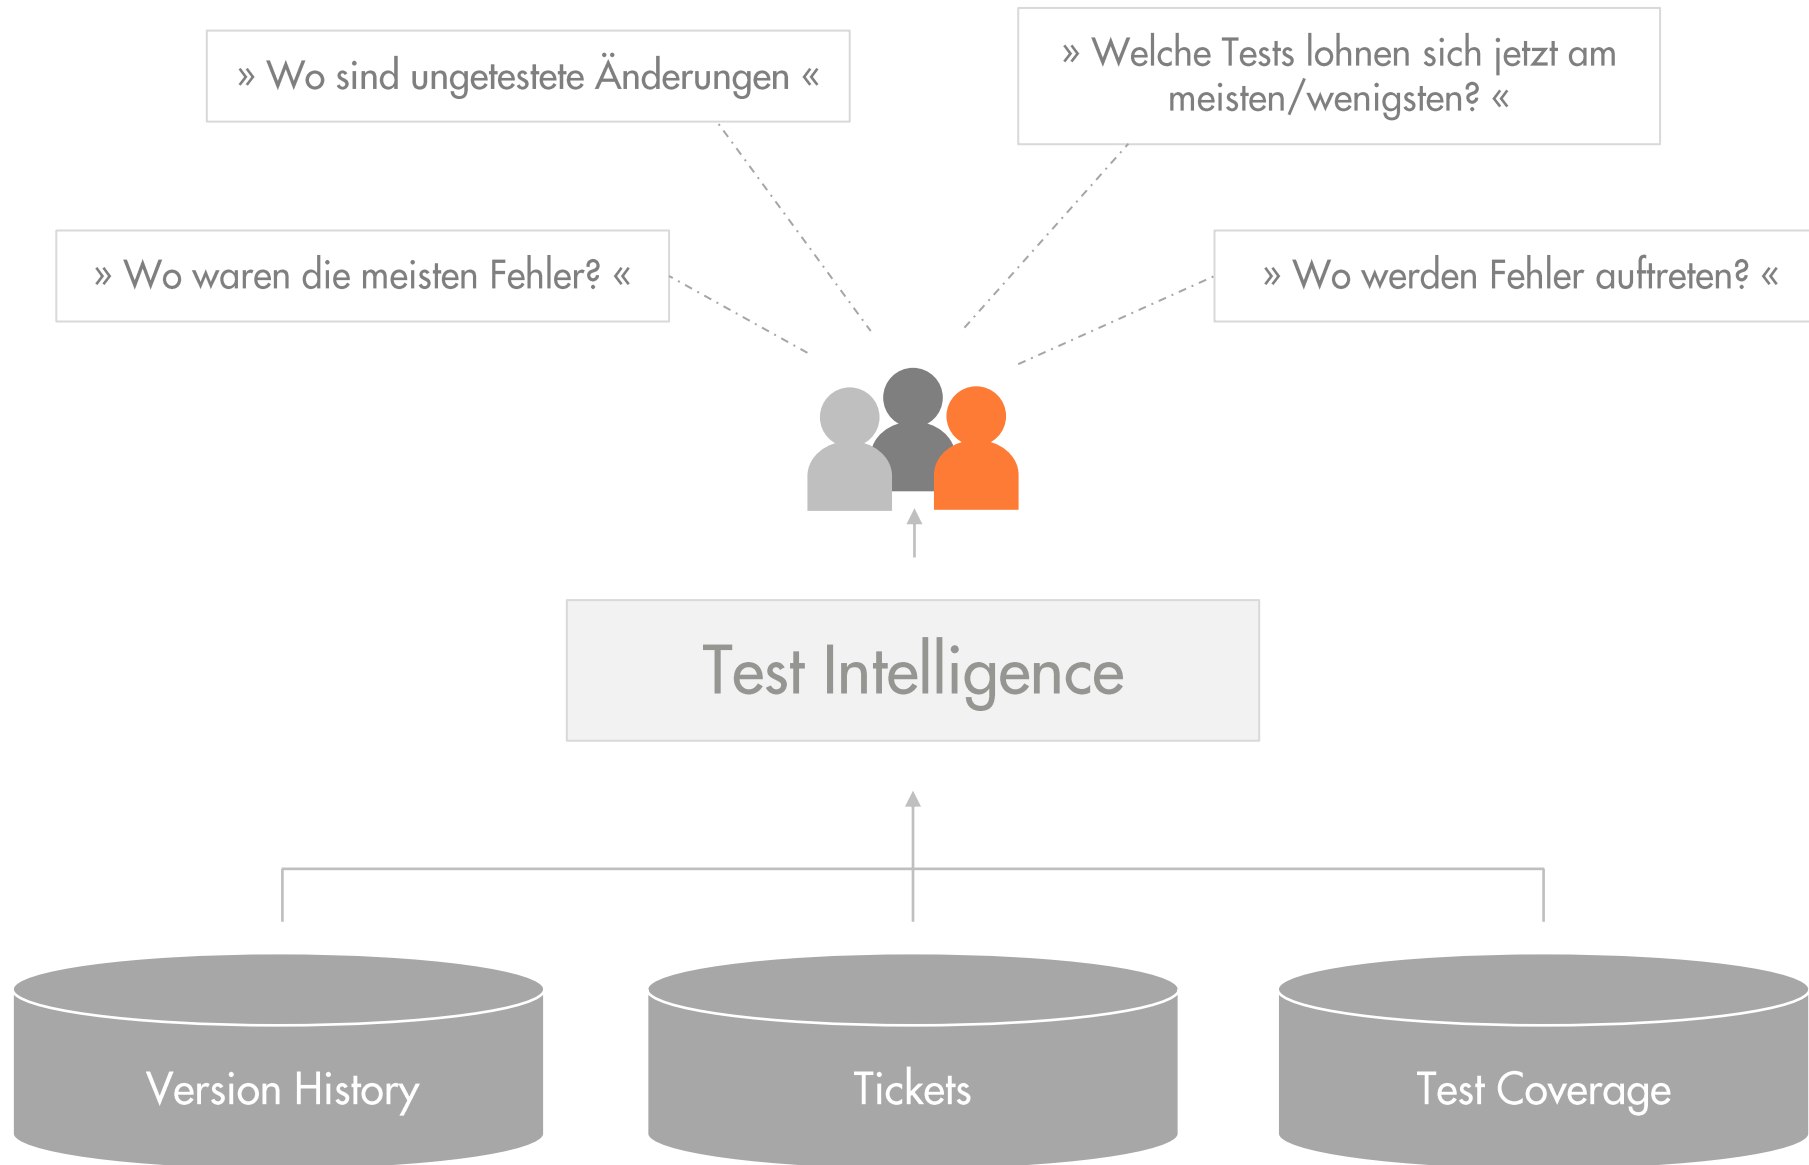 » Wo sind ungetestete Änderungen «
» Welche Tests lohnen sich jetzt am
meisten/wenigsten? «
» Wo waren die meisten Fehler? «
» Wo werden Fehler auftreten? «
Test Intelligence
Version History
Tickets
Test Coverage